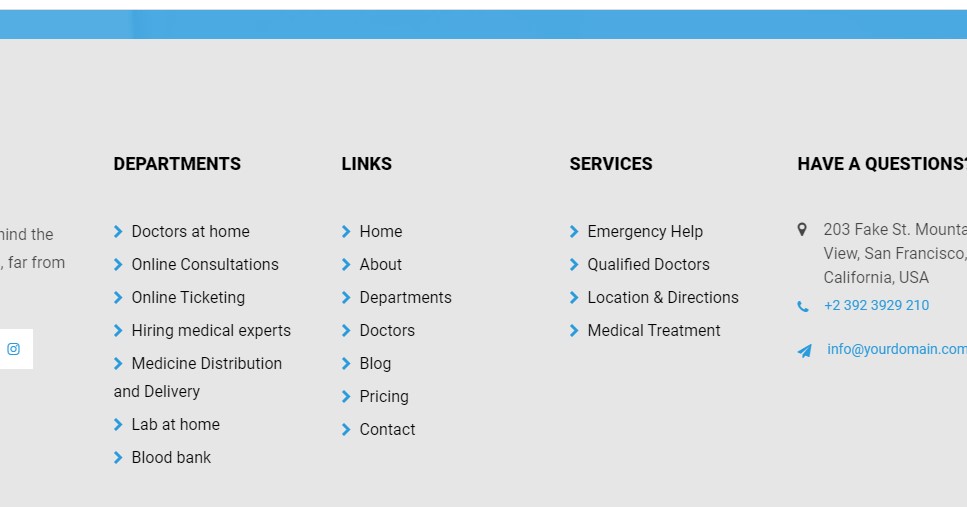 hind the
, far from
DEPARTMENTS
Doctors at home
Online Consultations
Online Ticketing
Hiring medical experts
Medicine Distribution
and Delivery
Lab at home
Blood bank
LINKS
Home
About
Departments
Doctors
Blog
Pricing
Contact
SERVICES
Emergency Help
Qualified Doctors
Location & Directions
Medical Treatment
HAVE A QUESTIONS?
203 Fake St. Mounta
View, San Francisco,
California, USA
+2 392 3929 210
info@yourdomain.com